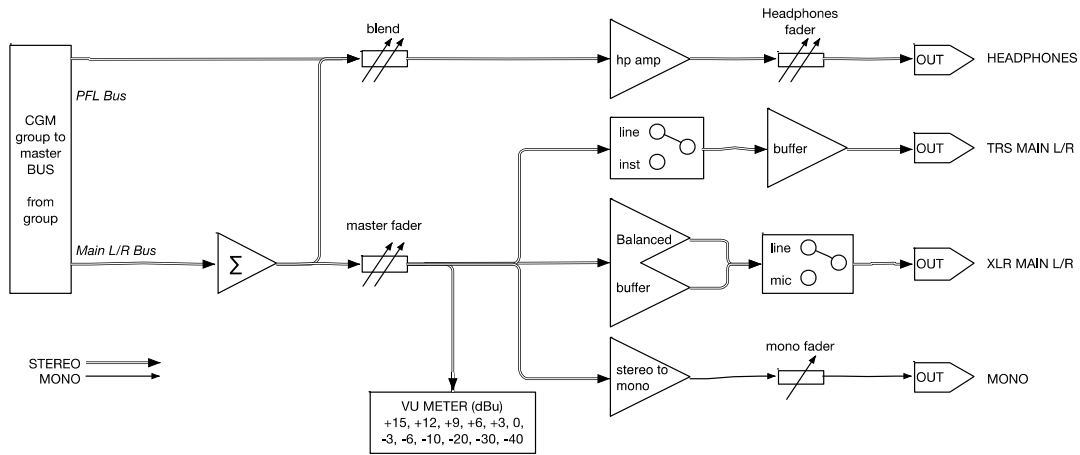 blend
Headphones
fader
hp amp
OUT
HEADPHONES
PFL Bus
CGM
group to
master
BUS
from
group
line
inst
buffer
OUT
TRS MAIN L/R
Main L/R Bus
Σ
master fader
Balanced
buffer
line
mic
OUT
XLR MAIN L/R
STEREO
MONO
stereo to
mono
mono fader
OUT
MONO
VU METER (dBu)
+15, +12, +9, +6, +3, 0,
-3, -6, -10, -20, -30, -40